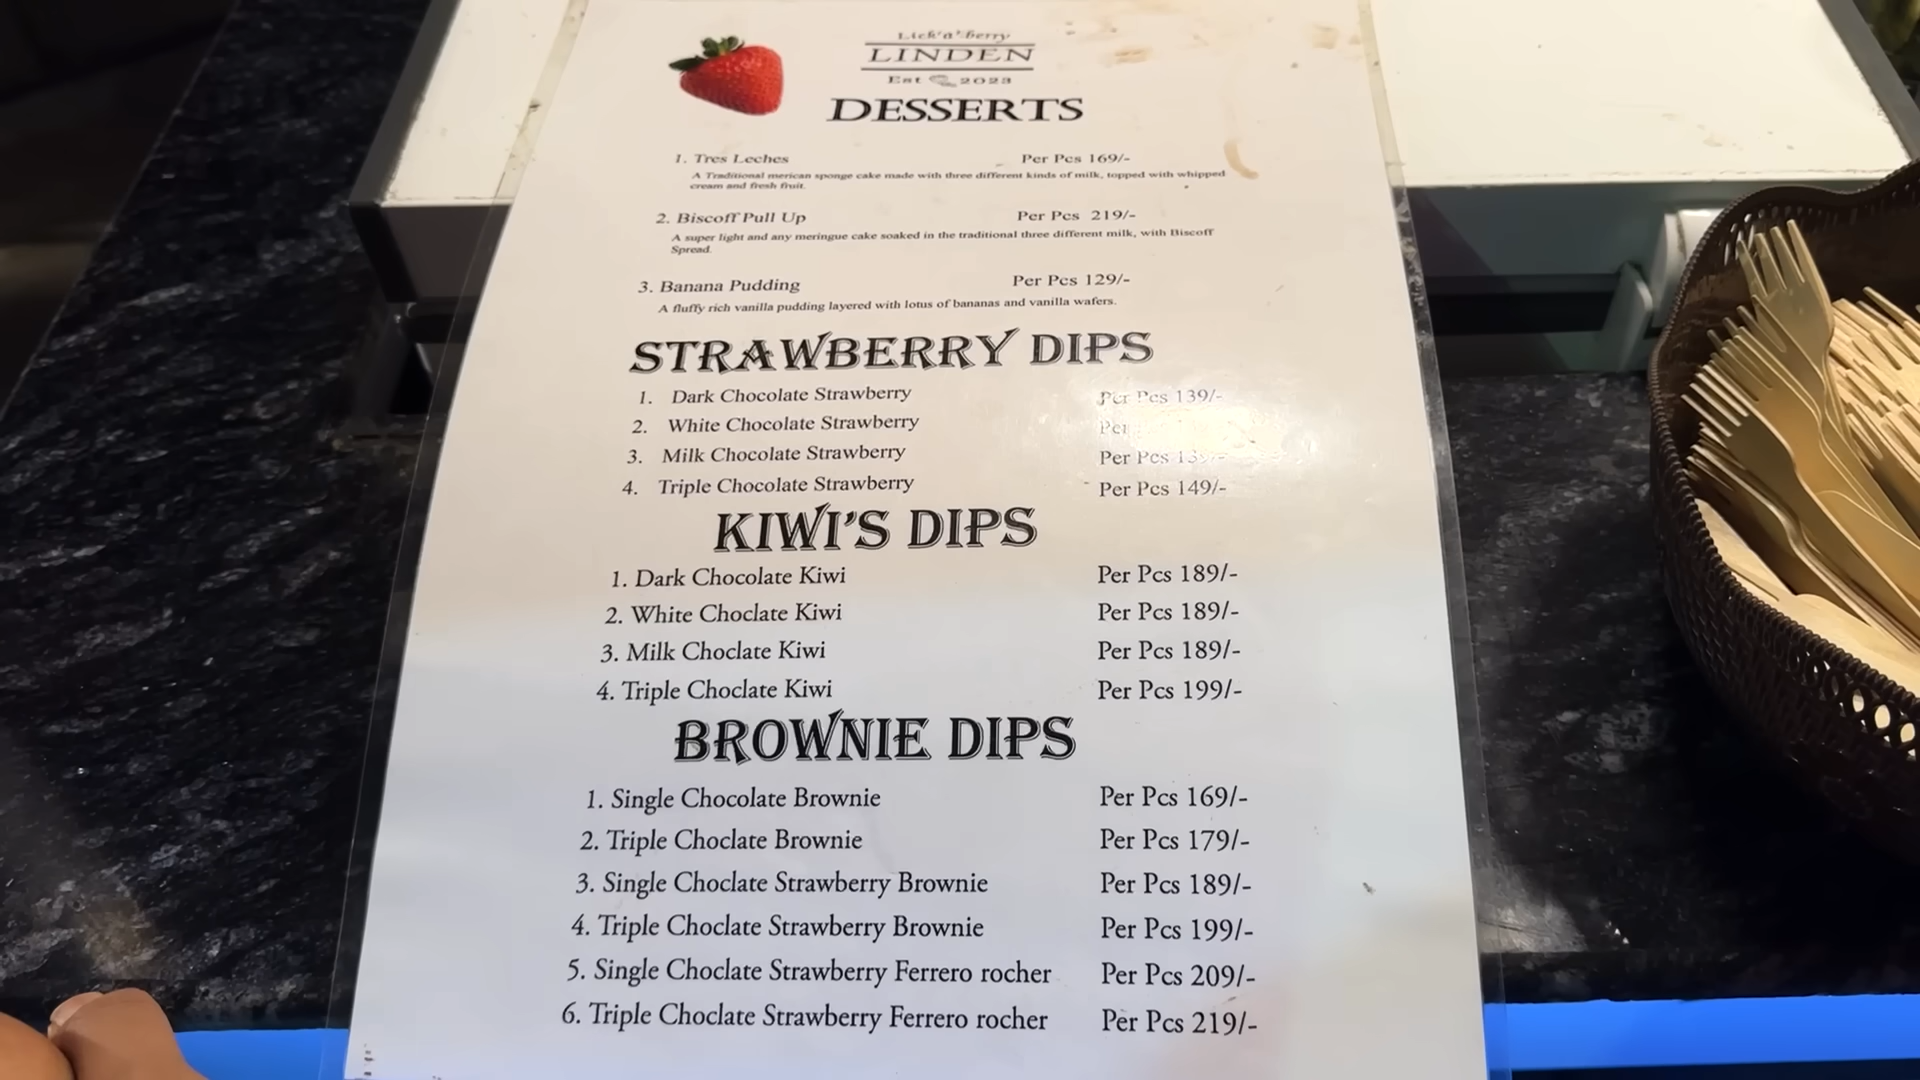 Lick'a'berry
LINDEN
Est 2023
DESSERTS
1. Tres Leches Per Pcs 169/-
A Traditional merican sponge cake made with three different kinds of milk, topped with whipped
cream and fresh fruit.
2. Biscoff Pull Up Per Pcs 219/-
A super light and any meringue cake soaked in the traditional three different milk, with Biscoff
Spread.
3. Banana Pudding Per Pcs 129/-
A fluffy rich vanilla pudding layered with lotus of bananas and vanilla wafers.
STRAWBERRY DIPS
1. Dark Chocolate Strawberry Per Pcs 139/-
2. White Chocolate Strawberry Per
3. Milk Chocolate Strawberry Per Pcs
4. Triple Chocolate Strawberry Per Pcs 149/-
KIWI'S DIPS
1. Dark Chocolate Kiwi Per Pcs 189/-
2. White Choclate Kiwi Per Pcs 189/-
3. Milk Choclate Kiwi Per Pcs 189/-
4. Triple Choclate Kiwi Per Pcs 199/-
BROWNIE DIPS
1. Single Chocolate Brownie Per Pcs 169/-
2. Triple Choclate Brownie Per Pcs 179/-
3. Single Choclate Strawberry Brownie Per Pcs 189/-
4. Triple Choclate Strawberry Brownie Per Pcs 199/-
5. Single Choclate Strawberry Ferrero rocher Per Pcs 209/-
6. Triple Choclate Strawberry Ferrero rocher Per Pcs 219/-